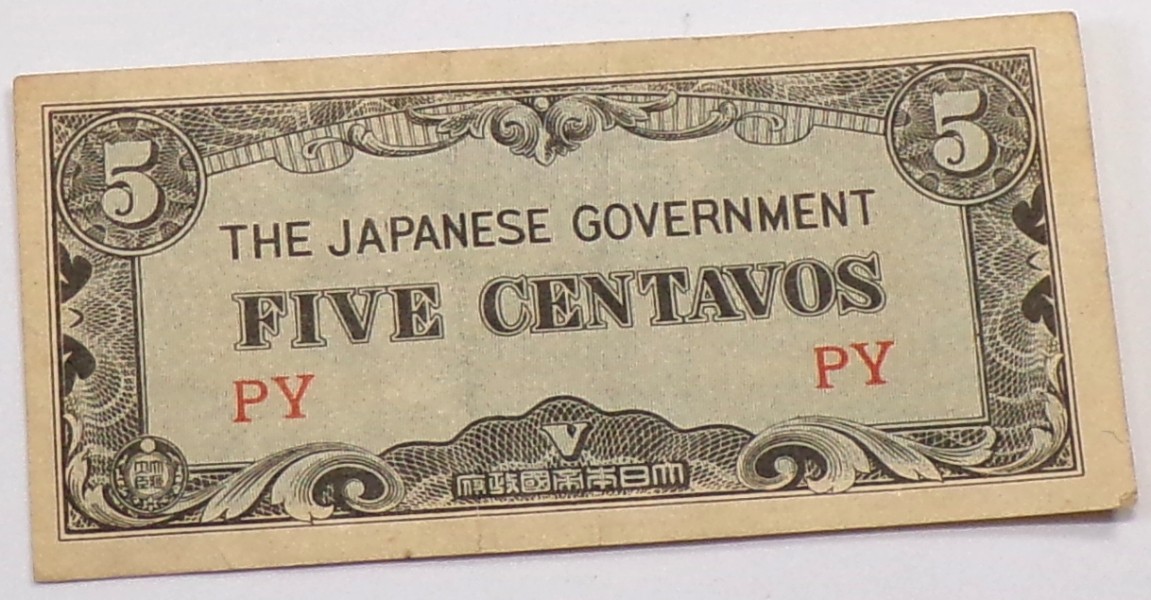 5 5
THE JAPANESE GOVERNMENT
FIVE CENTAVOS
PY PY
V
大日本帝國政府